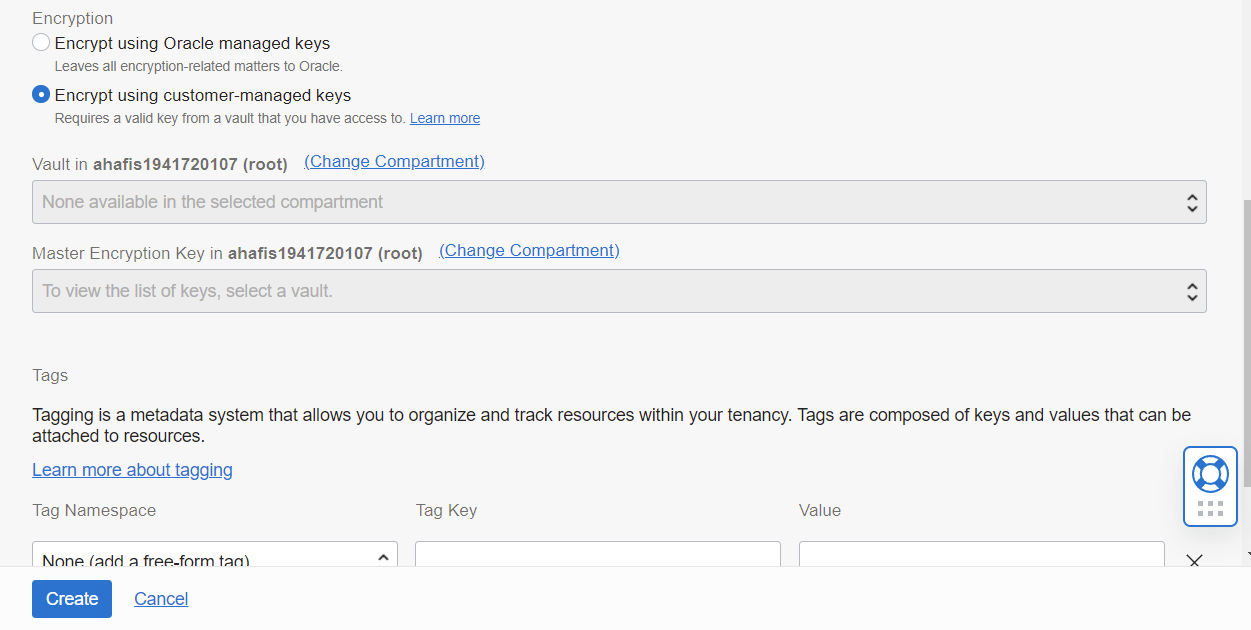 Encryption
Encrypt using Oracle managed keys
Leaves all encryption-related matters to Oracle.
Encrypt using customer-managed keys
Requires a valid key from a vault that you have access to. Learn more
Vault in ahafis1941720107 (root) (Change Compartment)
None available in the selected compartment
Master Encryption Key in ahafis1941720107 (root) (Change Compartment)
To view the list of keys, select a vault.
Tags
Tagging is a metadata system that allows you to organize and track resources within your tenancy. Tags are composed of keys and values that can be
attached to resources.
Learn more about tagging
Tag Namespace Tag Key Value
None (add a free-form tag)
Create Cancel